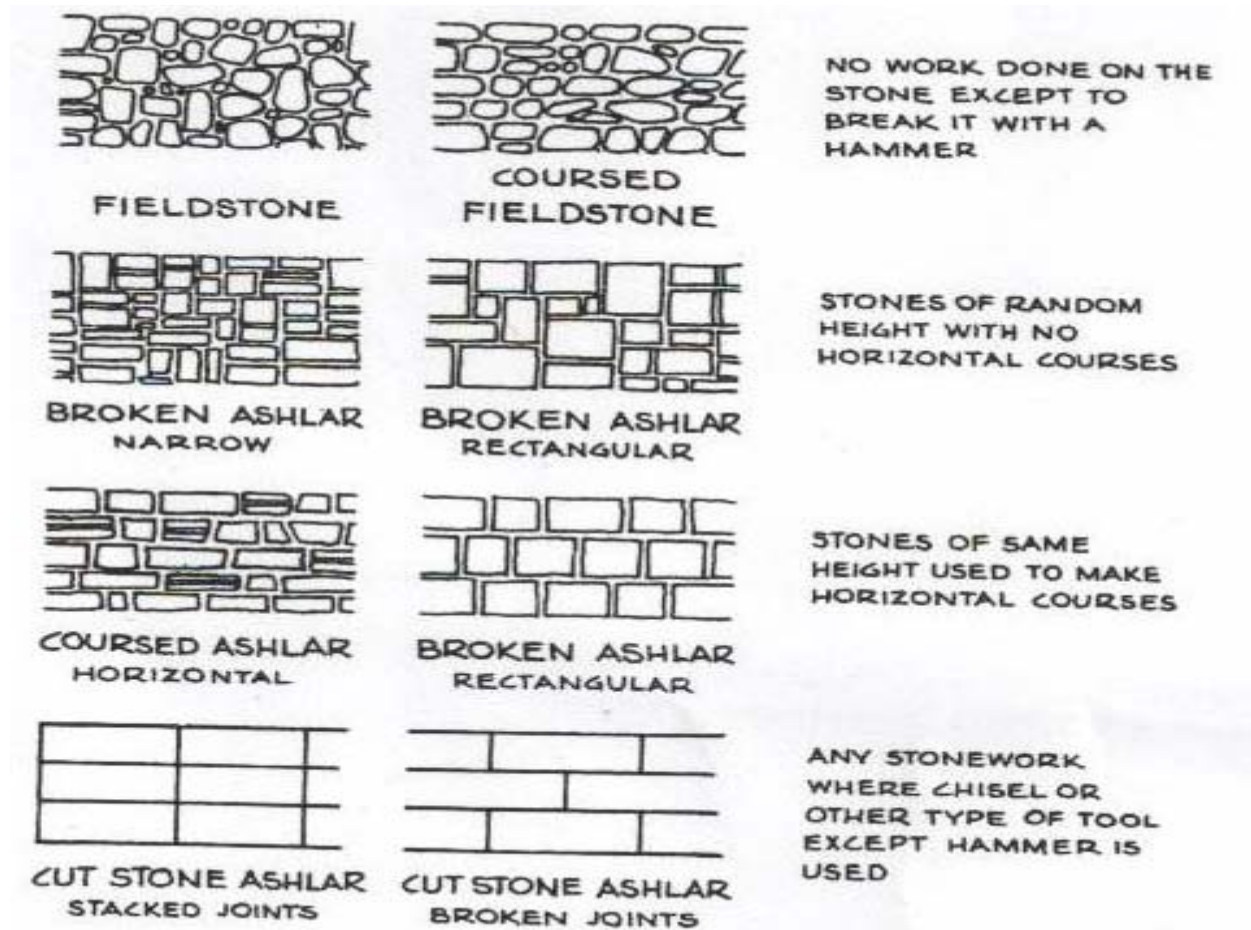 NO WORK DONE ON THE
STONE EXCEPT TO
BREAK IT WITH A
HAMMER
FIELDSTONE
COURSED
FIELDSTONE
STONES OF RANDOM
HEIGHT WITH NO
HORIZONTAL COURSES
BROKEN ASHLAR
NARROW
BROKEN ASHLAR
RECTANGULAR
STONES OF SAME
HEIGHT USED TO MAKE
HORIZONTAL COURSES
COURSED ASHLAR
HORIZONTAL
BROKEN ASHLAR
RECTANGULAR
ANY STONEWORK
WHERE CHISEL OR
OTHER TYPE OF TOOL
EXCEPT HAMMER IS
USED
CUT STONE ASHLAR
STACKED JOINTS
CUT STONE ASHLAR
BROKEN JOINTS